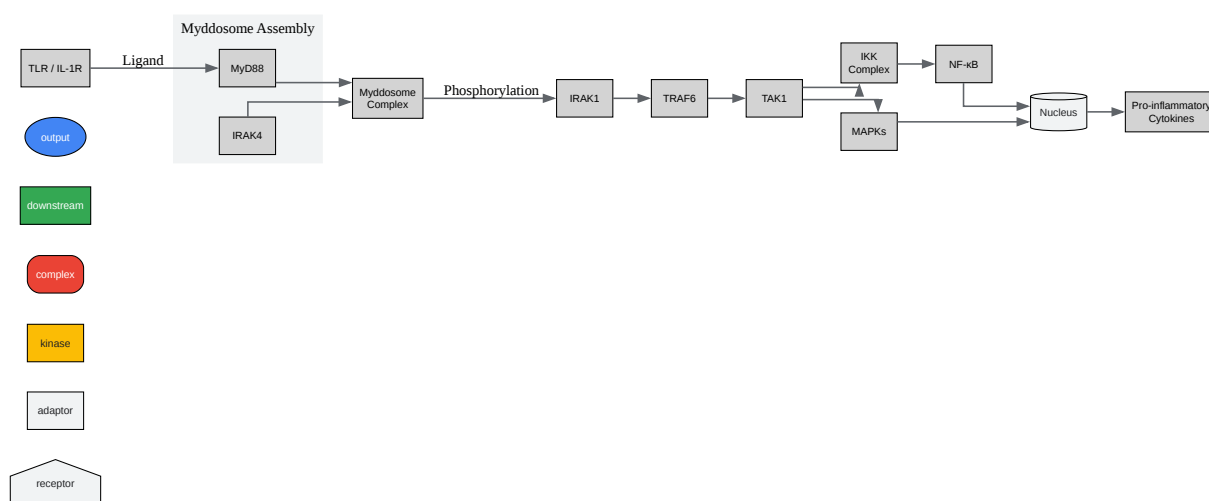 Myddosome Assembly
TLR / IL-1R
Ligand
MyD88
IRAK4
Myddosome
Complex
Phosphorylation
IRAK1
TRAF6
TAK1
IKK
Complex
MAPKs
NF-κB
Nucleus
Pro-inflammatory
Cytokines
output
downstream
complex
kinase
adaptor
receptor